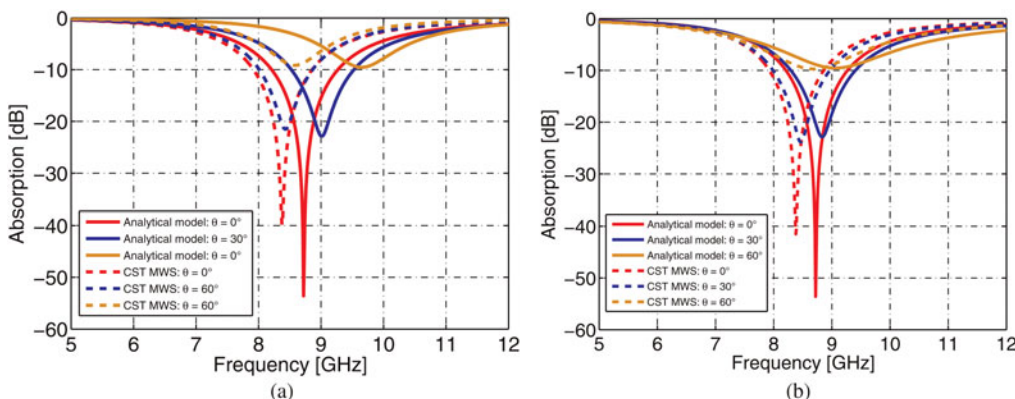 0
−10
−20
−30
−40
−50
−60
Absorption [dB]
Analytical model: θ = 0°
Analytical model: θ = 30°
Analytical model: θ = 0°
CST MWS: θ = 0°
CST MWS: θ = 60°
CST MWS: θ = 60°
5 6 7 8 9 10 11 12
Frequency [GHz]
(a)
0
−10
−20
−30
−40
−50
−60
Absorption [dB]
Analytical model: θ = 0°
Analytical model: θ = 30°
Analytical model: θ = 60°
CST MWS: θ = 0°
CST MWS: θ = 30°
CST MWS: θ = 60°
5 6 7 8 9 10 11 12
Frequency [GHz]
(b)